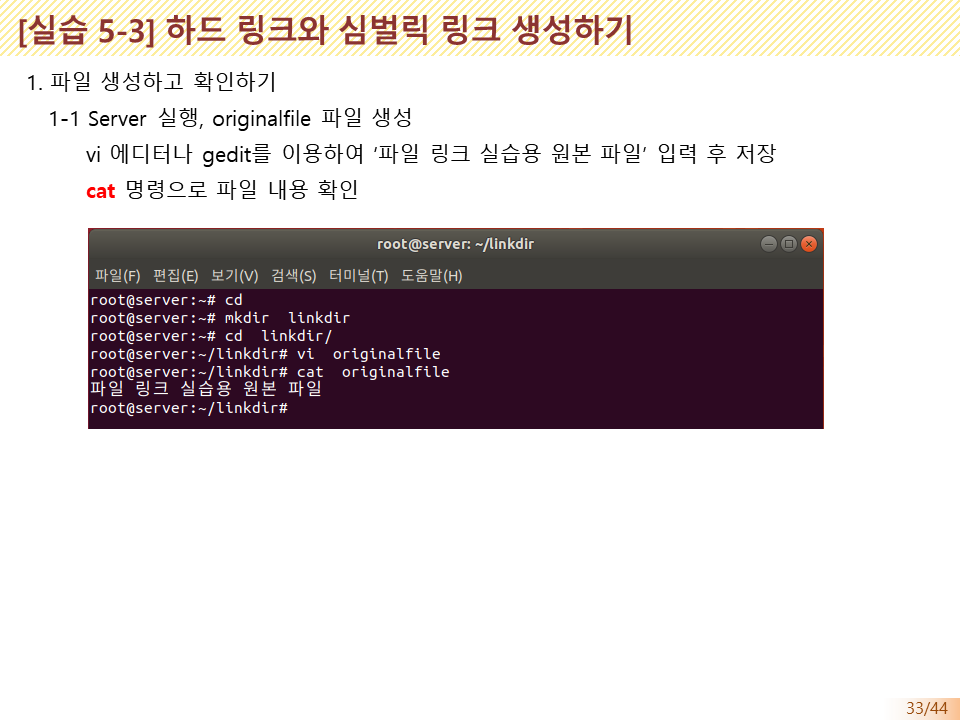 [실습 5-3] 하드 링크와 심벌릭 링크 생성하기
1. 파일 생성하고 확인하기
1-1 Server 실행, originalfile 파일 생성
vi 에디터나 gedit를 이용하여 ‘파일 링크 실습용 원본 파일’ 입력 후 저장
cat 명령으로 파일 내용 확인
root@server: ~/linkdir
파일(F) 편집(E) 보기(V) 검색(S) 터미널(T) 도움말(H)
root@server:~# cd
root@server:~# mkdir  linkdir
root@server:~# cd  linkdir/
root@server:~/linkdir# vi  originalfile
root@server:~/linkdir# cat  originalfile
파일 링크 실습용 원본 파일
root@server:~/linkdir#
33/44